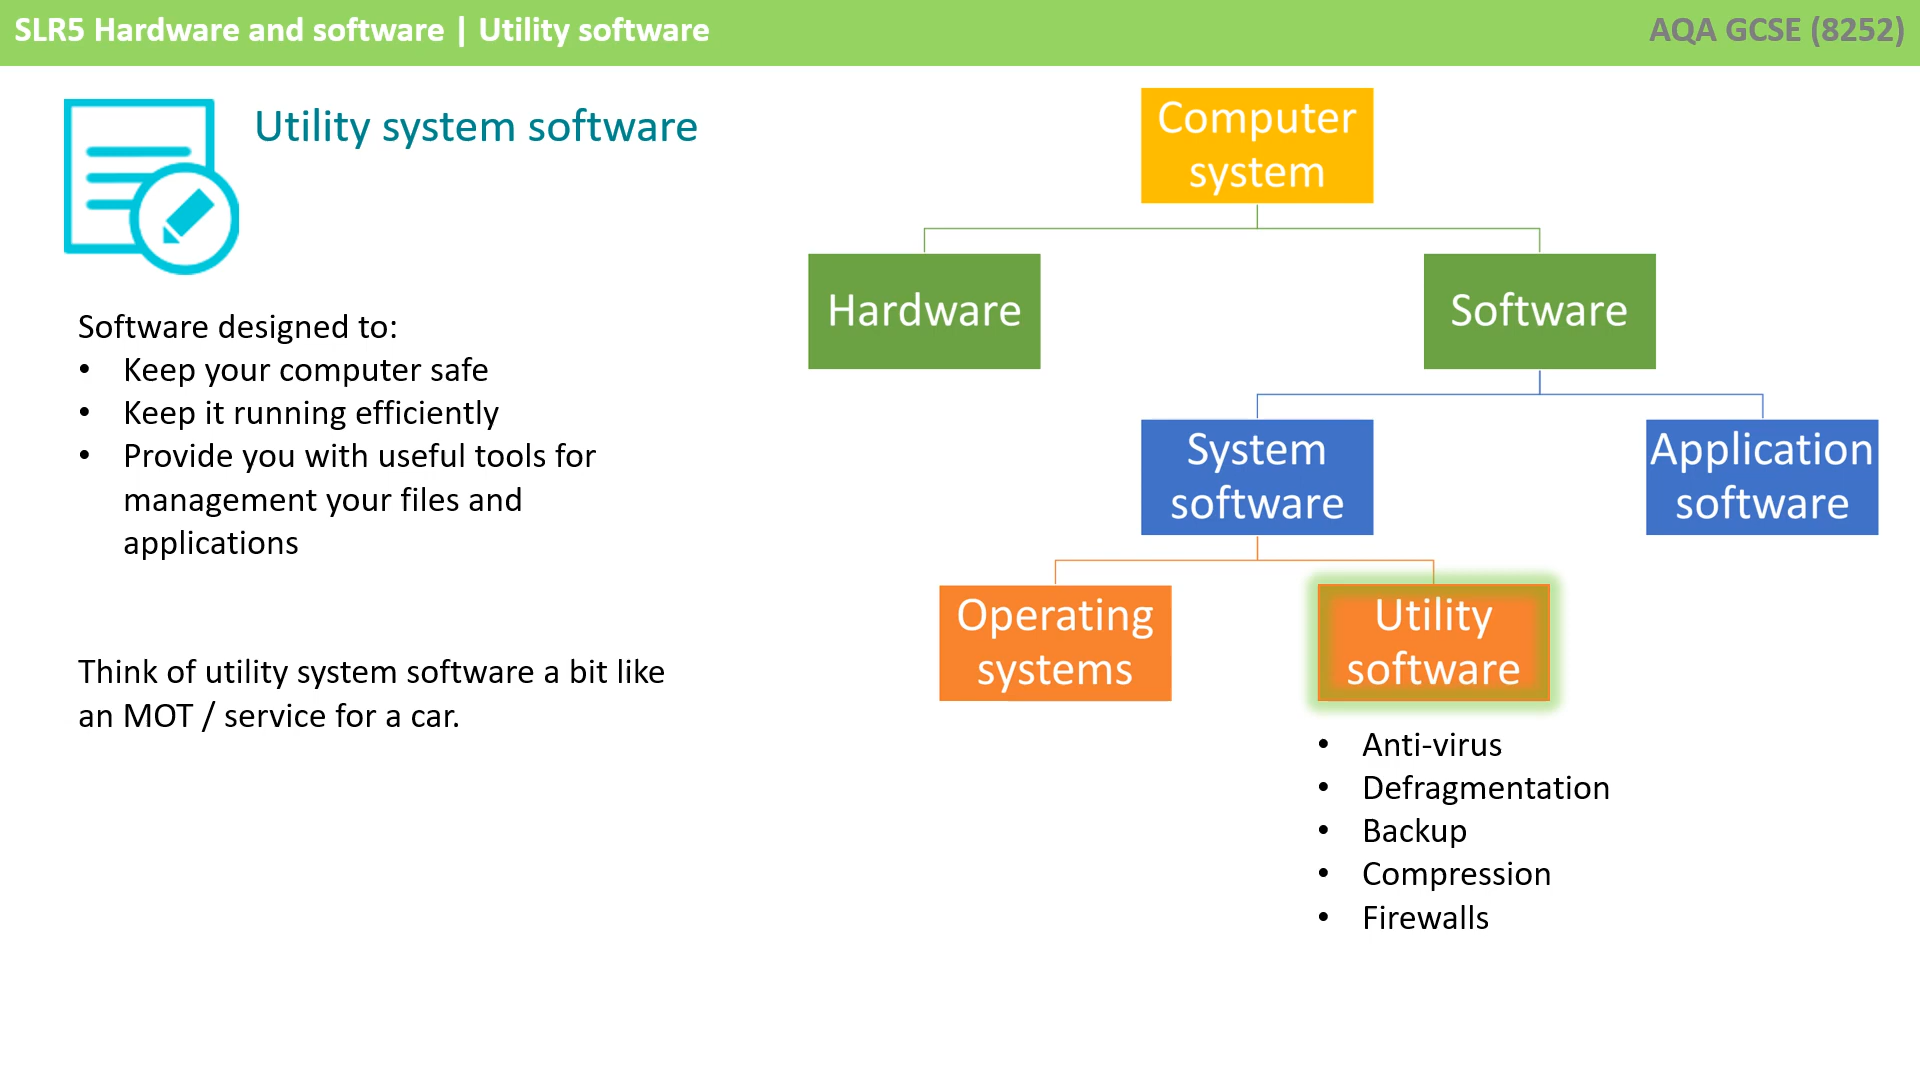 SLR5 Hardware and software | Utility software
AQA GCSE (8252)
Utility system software
Software designed to:
• Keep your computer safe
• Keep it running efficiently
• Provide you with useful tools for
management your files and
applications
Think of utility system software a bit like
an MOT / service for a car.
Computer
system
Hardware
Software
System
software
Application
software
Operating
systems
Utility
software
• Anti-virus
• Defragmentation
• Backup
• Compression
• Firewalls